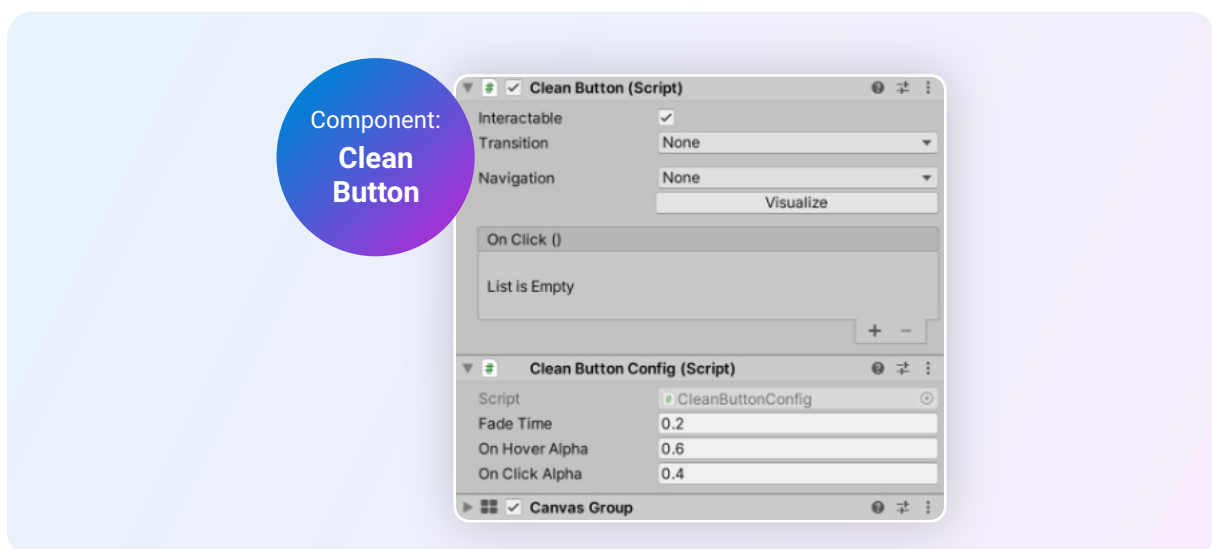 Component:
Clean
Button
# Clean Button (Script)
Interactable
Transition None
Navigation None
Visualize
On Click ()
List is Empty
+ −
# Clean Button Config (Script)
Script # CleanButtonConfig
Fade Time 0.2
On Hover Alpha 0.6
On Click Alpha 0.4
Canvas Group